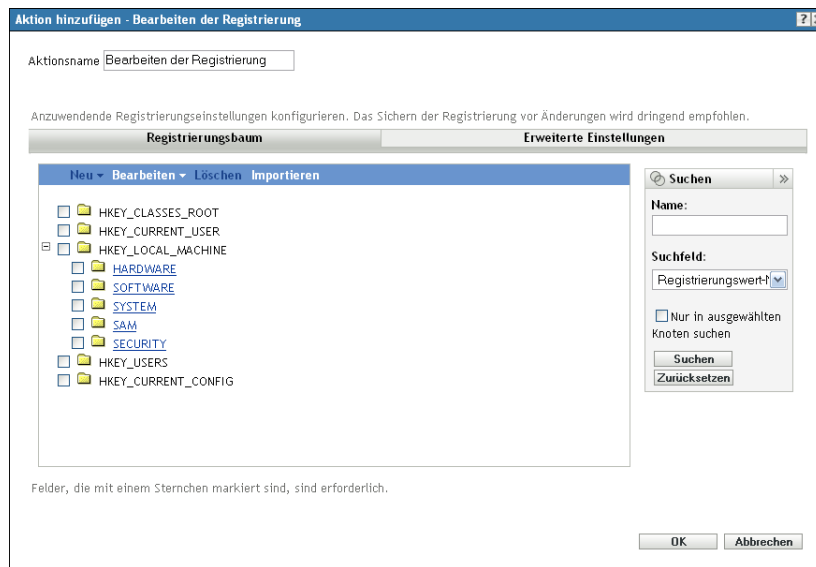 Aktion hinzufügen - Bearbeiten der Registrierung
Aktionsname Bearbeiten der Registrierung
Anzuwendende Registrierungseinstellungen konfigurieren. Das Sichern der Registrierung vor Änderungen wird dringend empfohlen.
Registrierungsbaum Erweiterte Einstellungen
Neu Bearbeiten Löschen Importieren
HKEY_CLASSES_ROOT
HKEY_CURRENT_USER
HKEY_LOCAL_MACHINE
HARDWARE
SOFTWARE
SYSTEM
SAM
SECURITY
HKEY_USERS
HKEY_CURRENT_CONFIG
Suchen
Name:
Suchfeld:
Registrierungswert-
Nur in ausgewählten
Knoten suchen
Suchen
Zurücksetzen
Felder, die mit einem Sternchen markiert sind, sind erforderlich.
OK Abbrechen